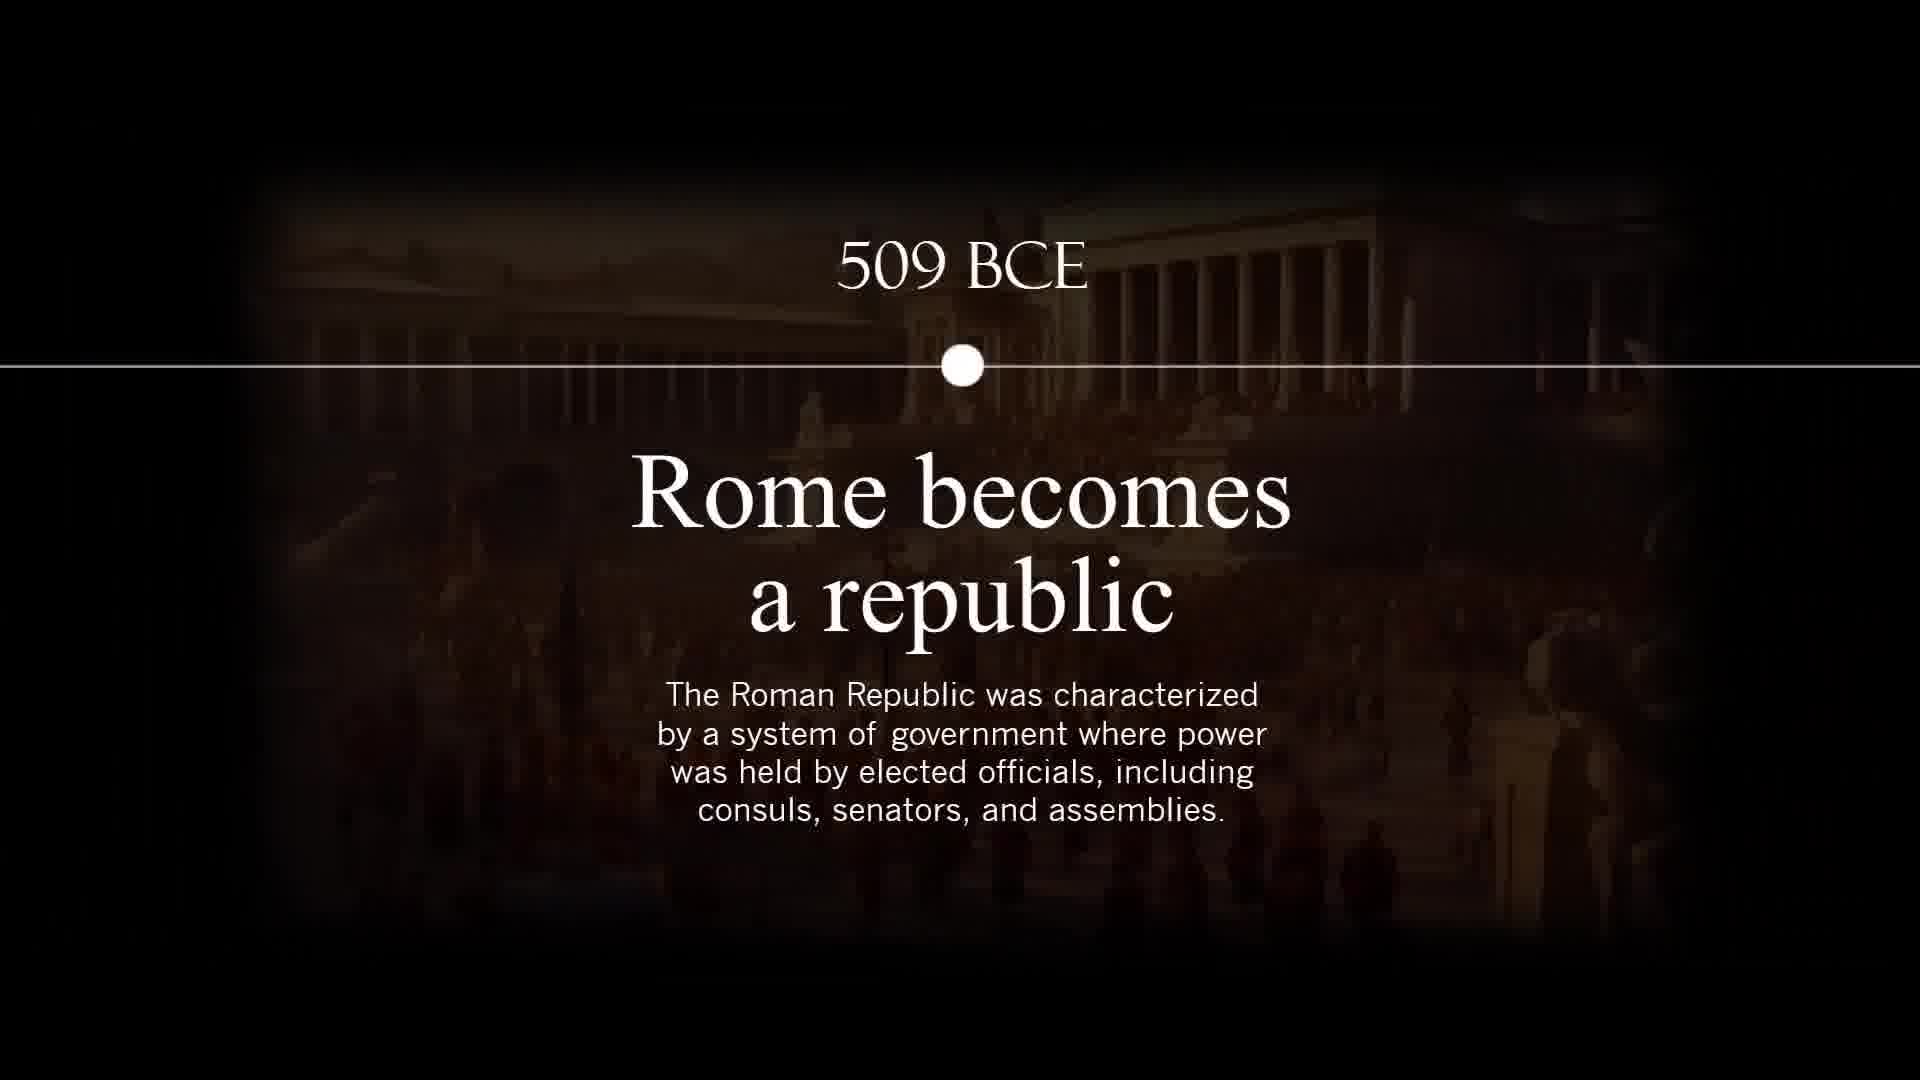 509 BCE
Rome becomes
a republic
The Roman Republic was characterized
by a system of government where power
was held by elected officials, including
consuls, senators, and assemblies.